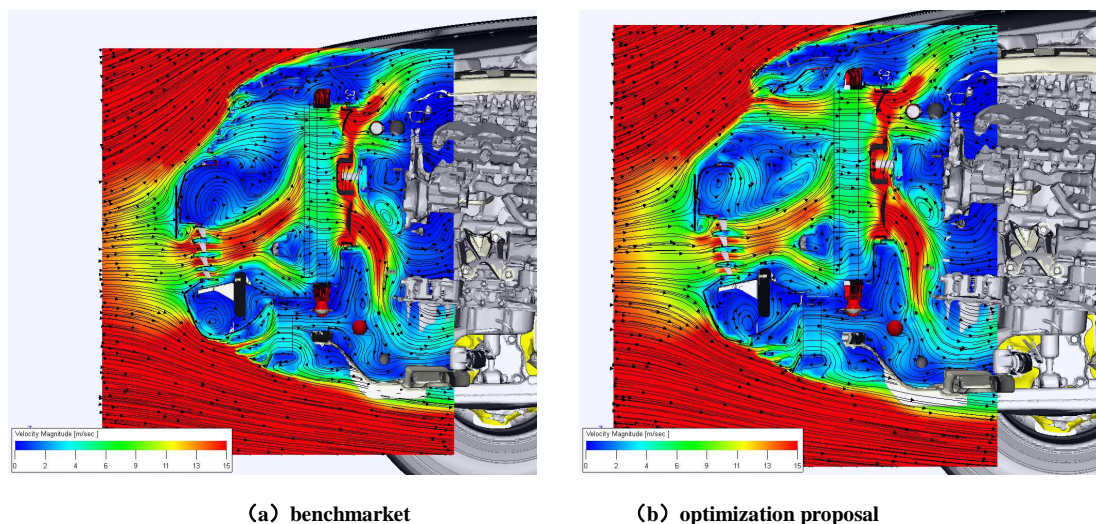 Velocity Magnitude [m/sec ]
0 2 4 6 9 11 13 15
Velocity Magnitude [m/sec ]
0 2 4 6 9 11 13 15
（a）benchmarket
（b）optimization proposal